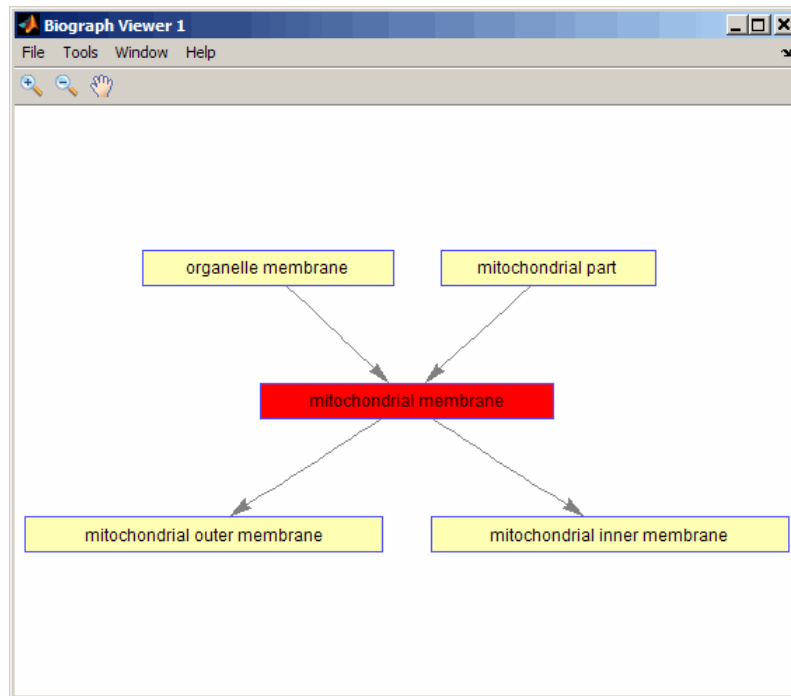 Biograph Viewer 1
File Tools Window Help
organelle membrane mitochondrial part
mitochondrial membrane
mitochondrial outer membrane mitochondrial inner membrane